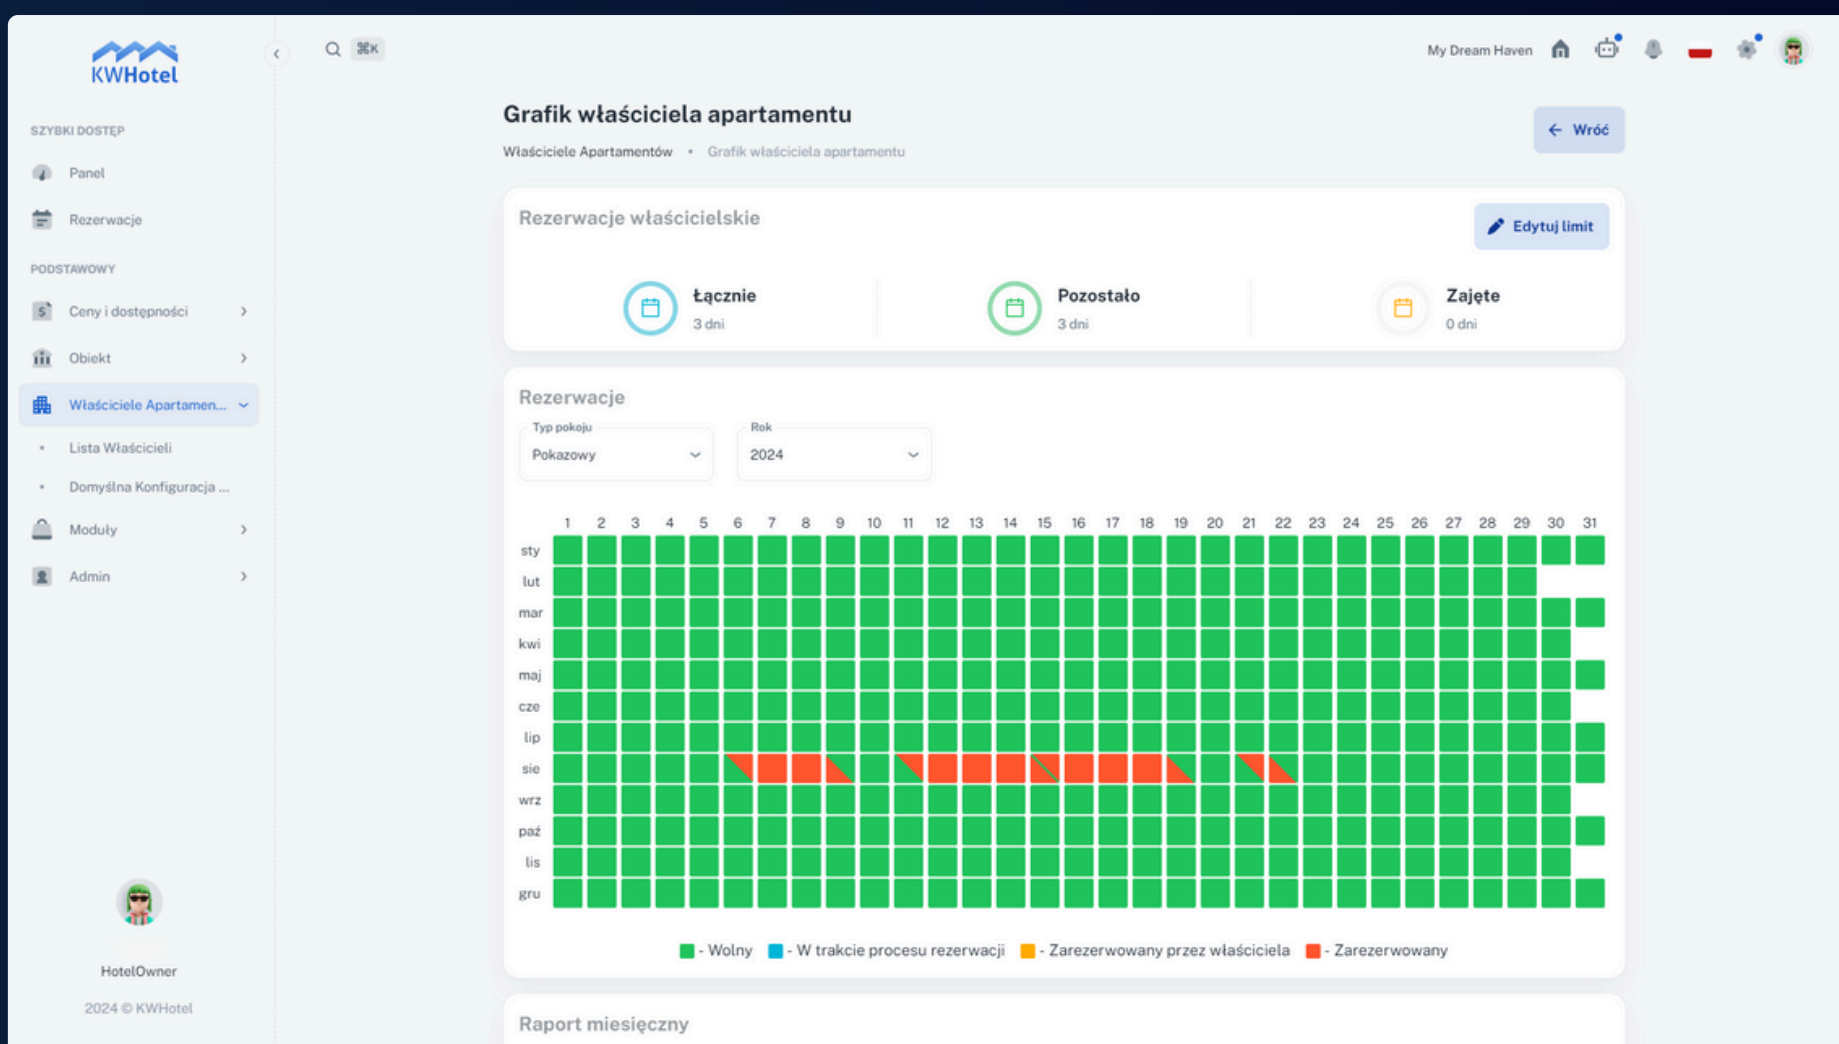 KWHotel
⌘K
My Dream Haven
SZYBKI DOSTĘP
Panel
Rezerwacje
PODSTAWOWY
Ceny i dostępności
Obiekt
Właściciele Apartamen...
Lista Właścicieli
Domyślna Konfiguracja ...
Moduły
Admin
HotelOwner
2024 © KWHotel
Grafik właściciela apartamentu
Właściciele Apartamentów • Grafik właściciela apartamentu
Wróć
Rezerwacje właścicielskie
Edytuj limit
Łącznie
3 dni
Pozostało
3 dni
Zajęte
0 dni
Rezerwacje
Typ pokoju
Pokazowy
Rok
2024
1 2 3 4 5 6 7 8 9 10 11 12 13 14 15 16 17 18 19 20 21 22 23 24 25 26 27 28 29 30 31
sty
lut
mar
kwi
maj
cze
lip
sie
wrz
paź
lis
gru
- Wolny - W trakcie procesu rezerwacji - Zarezerwowany przez właściciela - Zarezerwowany
Raport miesięczny